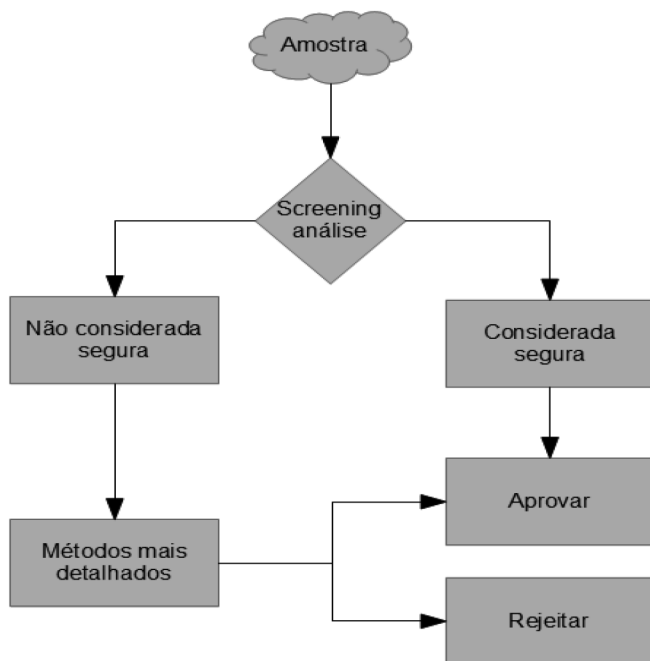 Amostra
Screening
análise
Não considerada
segura
Considerada
segura
Aprovar
Métodos mais
detalhados
Rejeitar